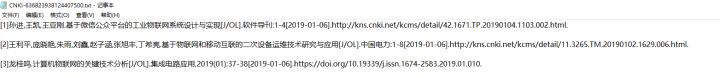 CNKI-636823938124407500.txt - 记事本
文件(F) 编辑(E) 格式(O) 查看(V) 帮助(H)
[1]孙进,王凯,王亚刚.基于微信公众平台的工业物联网系统设计与实现[J/OL].软件导刊:1-4[2019-01-06].http://kns.cnki.net/kcms/detail/42.1671.TP.20190104.1103.002.html.
[2]王利平,庞晓艳,朱雨,刘鑫,赵子涵,张旭丰,丁希亮.基于物联网和移动互联的二次设备运维技术研究与应用[J/OL].中国电力:1-8[2019-01-06].http://kns.cnki.net/kcms/detail/11.3265.TM.20190102.1629.006.html.
[3]龙桂鸣.计算机物联网的关键技术分析[J/OL].集成电路应用,2019(01):37-38[2019-01-06].https://doi.org/10.19339/j.issn.1674-2583.2019.01.010.